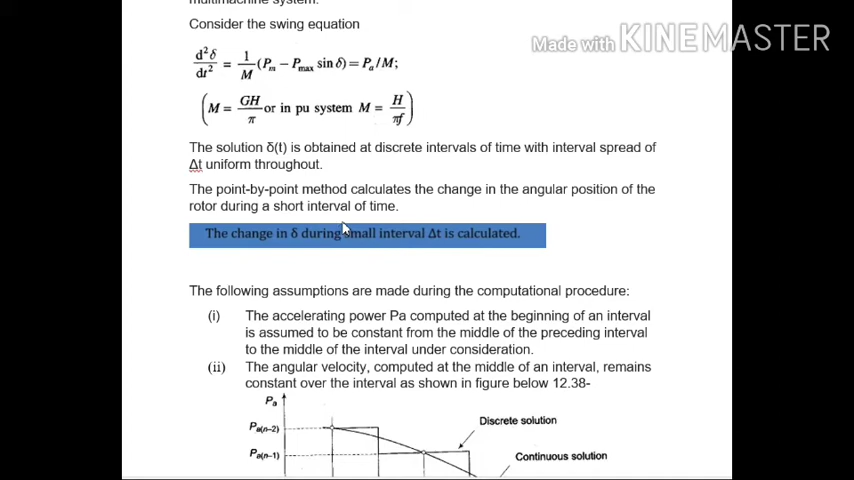 multimachine system.
Made with KINEMASTER
Consider the swing equation
d²δ/dt² = 1/M (Pm − Pmax sin δ) = Pa/M;
(M = GH/π or in pu system M = H/πf)
The solution δ(t) is obtained at discrete intervals of time with interval spread of
Δt uniform throughout.
The point-by-point method calculates the change in the angular position of the
rotor during a short interval of time.
The change in δ during small interval Δt is calculated.
The following assumptions are made during the computational procedure:
(i) The accelerating power Pa computed at the beginning of an interval
is assumed to be constant from the middle of the preceding interval
to the middle of the interval under consideration.
(ii) The angular velocity, computed at the middle of an interval, remains
constant over the interval as shown in figure below 12.38-
Pa
Pa(n−2)
Discrete solution
Pa(n−1)
Continuous solution